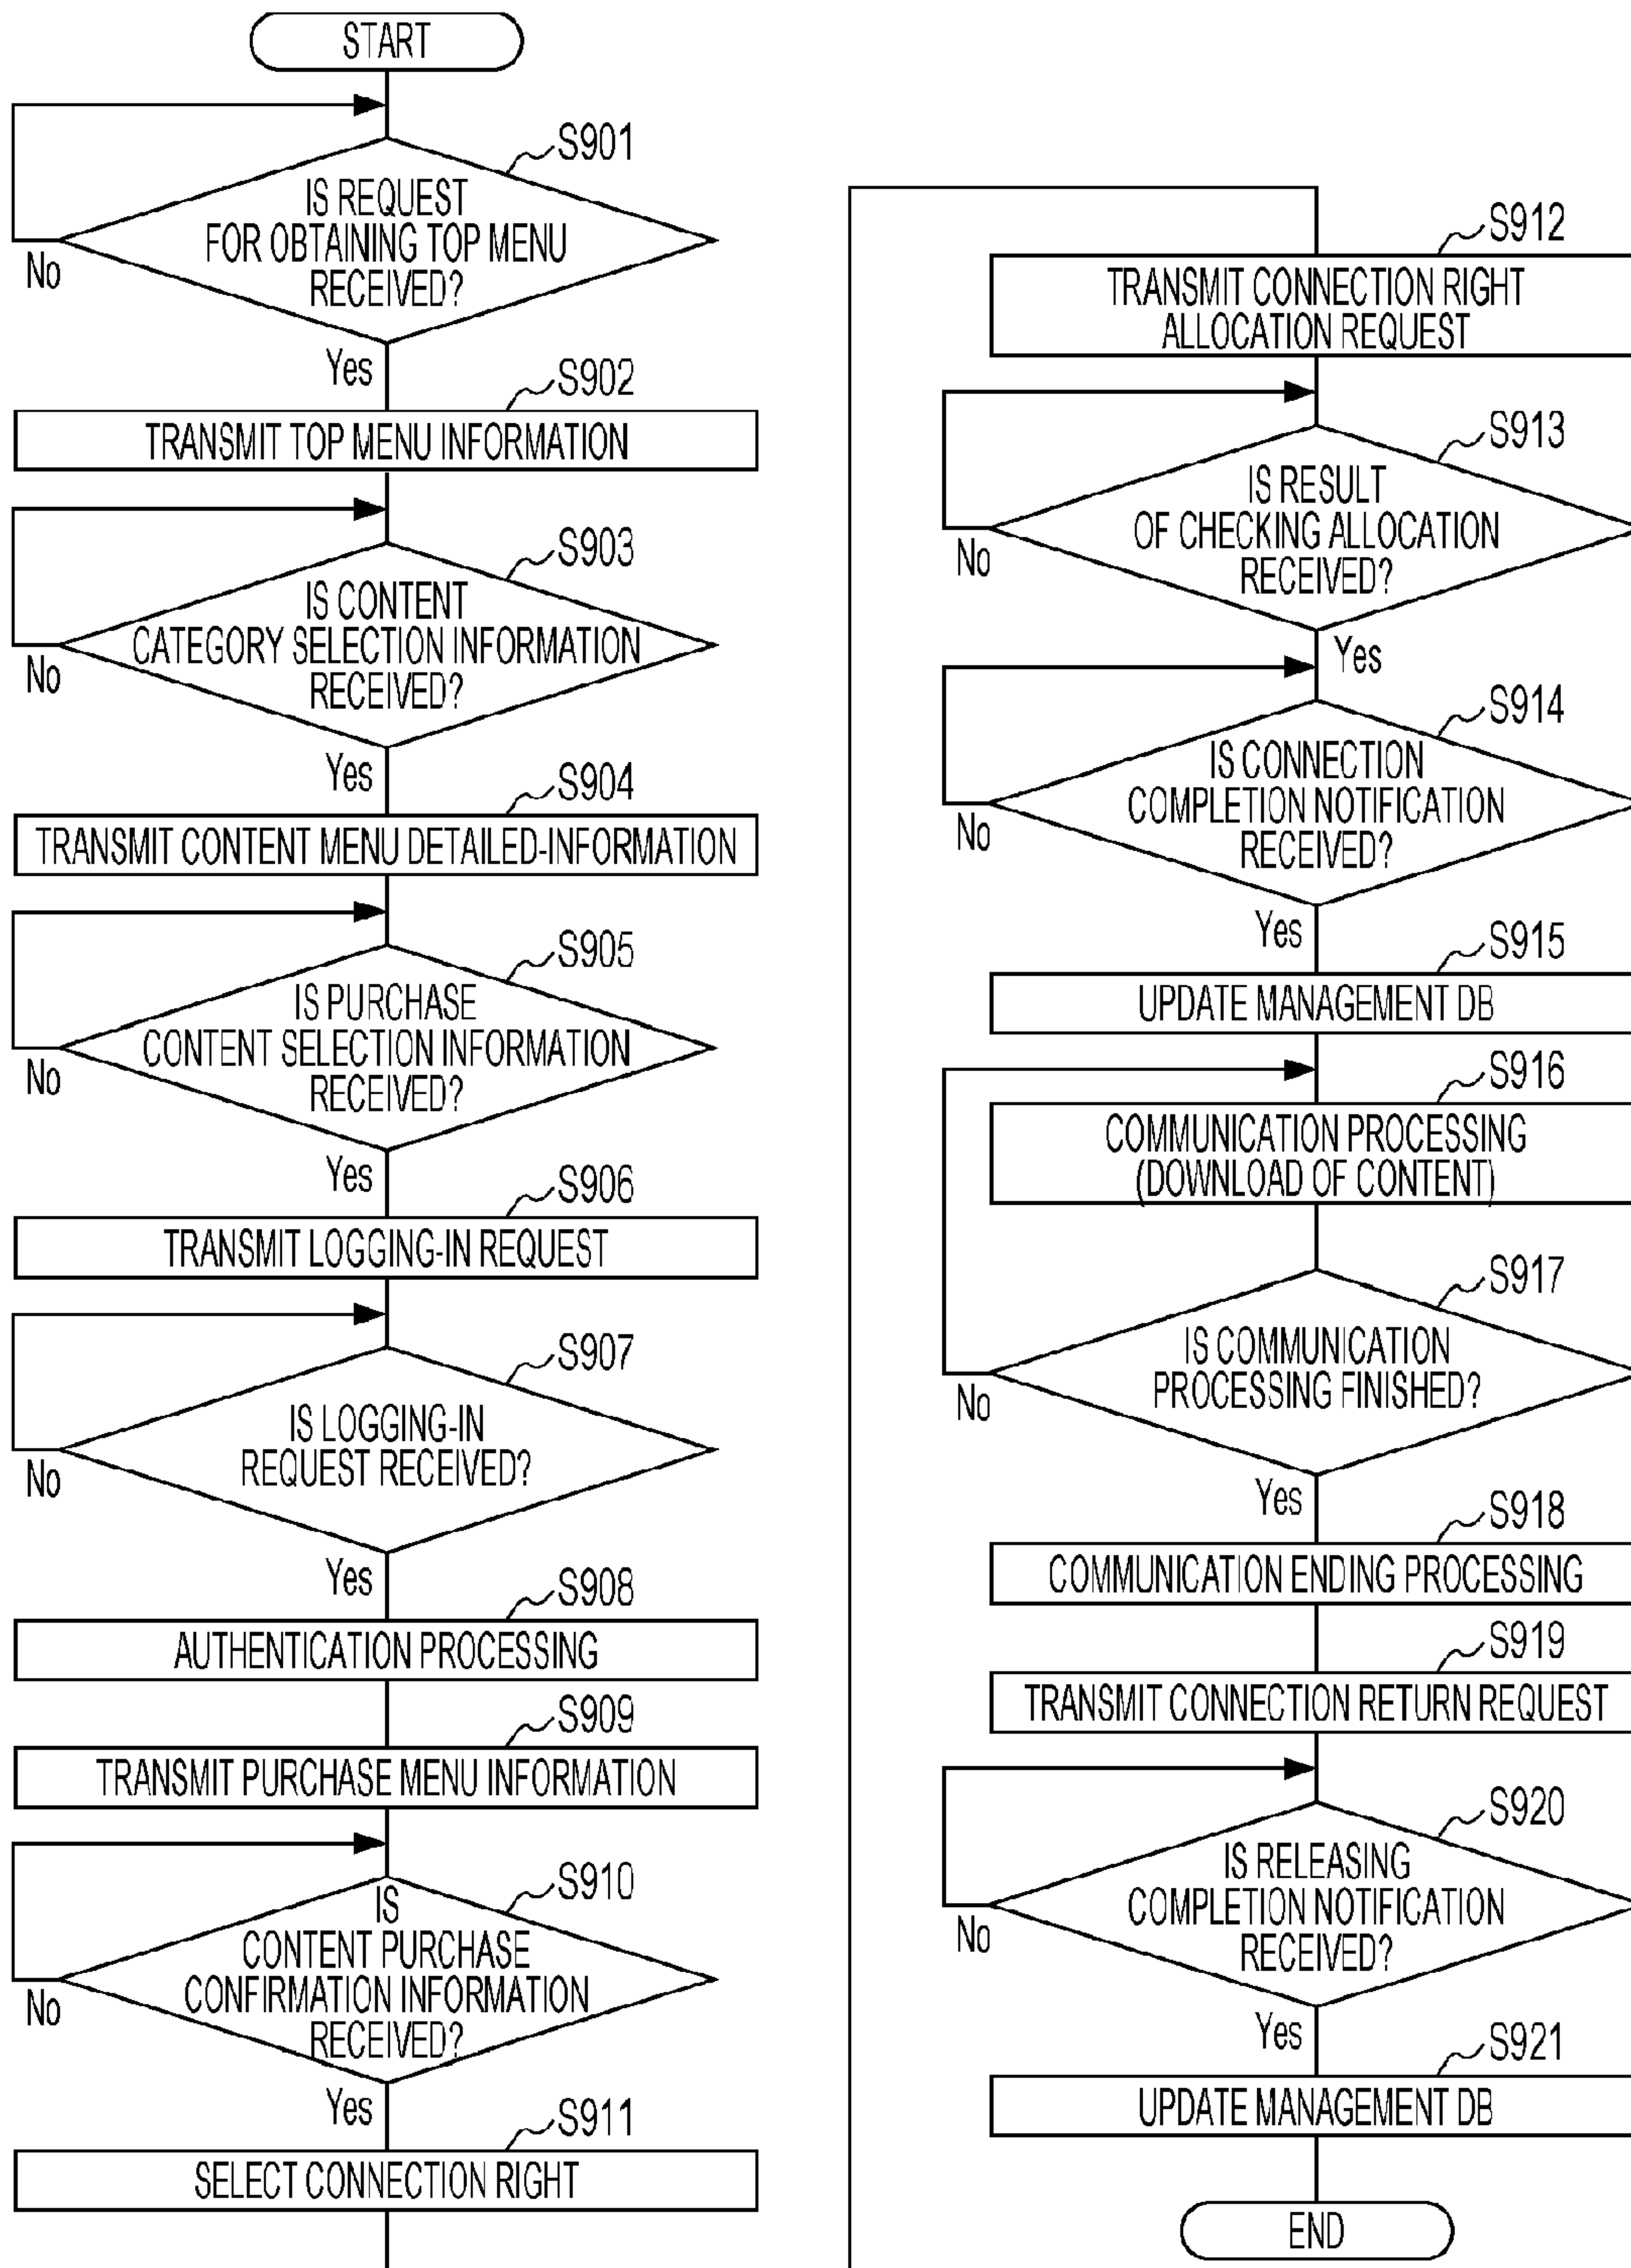 START
S901
IS REQUEST
FOR OBTAINING TOP MENU
RECEIVED?
No
Yes
S902
TRANSMIT TOP MENU INFORMATION
S903
IS CONTENT
CATEGORY SELECTION INFORMATION
RECEIVED?
No
Yes
S904
TRANSMIT CONTENT MENU DETAILED-INFORMATION
S905
IS PURCHASE
CONTENT SELECTION INFORMATION
RECEIVED?
No
Yes
S906
TRANSMIT LOGGING-IN REQUEST
S907
IS LOGGING-IN
REQUEST RECEIVED?
No
Yes
S908
AUTHENTICATION PROCESSING
S909
TRANSMIT PURCHASE MENU INFORMATION
S910
IS
CONTENT PURCHASE
CONFIRMATION INFORMATION
RECEIVED?
No
Yes
S911
SELECT CONNECTION RIGHT
S912
TRANSMIT CONNECTION RIGHT
ALLOCATION REQUEST
S913
IS RESULT
OF CHECKING ALLOCATION
RECEIVED?
No
Yes
S914
IS CONNECTION
COMPLETION NOTIFICATION
RECEIVED?
No
Yes
S915
UPDATE MANAGEMENT DB
S916
COMMUNICATION PROCESSING
(DOWNLOAD OF CONTENT)
S917
IS COMMUNICATION
PROCESSING FINISHED?
No
Yes
S918
COMMUNICATION ENDING PROCESSING
S919
TRANSMIT CONNECTION RETURN REQUEST
S920
IS RELEASING
COMPLETION NOTIFICATION
RECEIVED?
No
Yes
S921
UPDATE MANAGEMENT DB
END